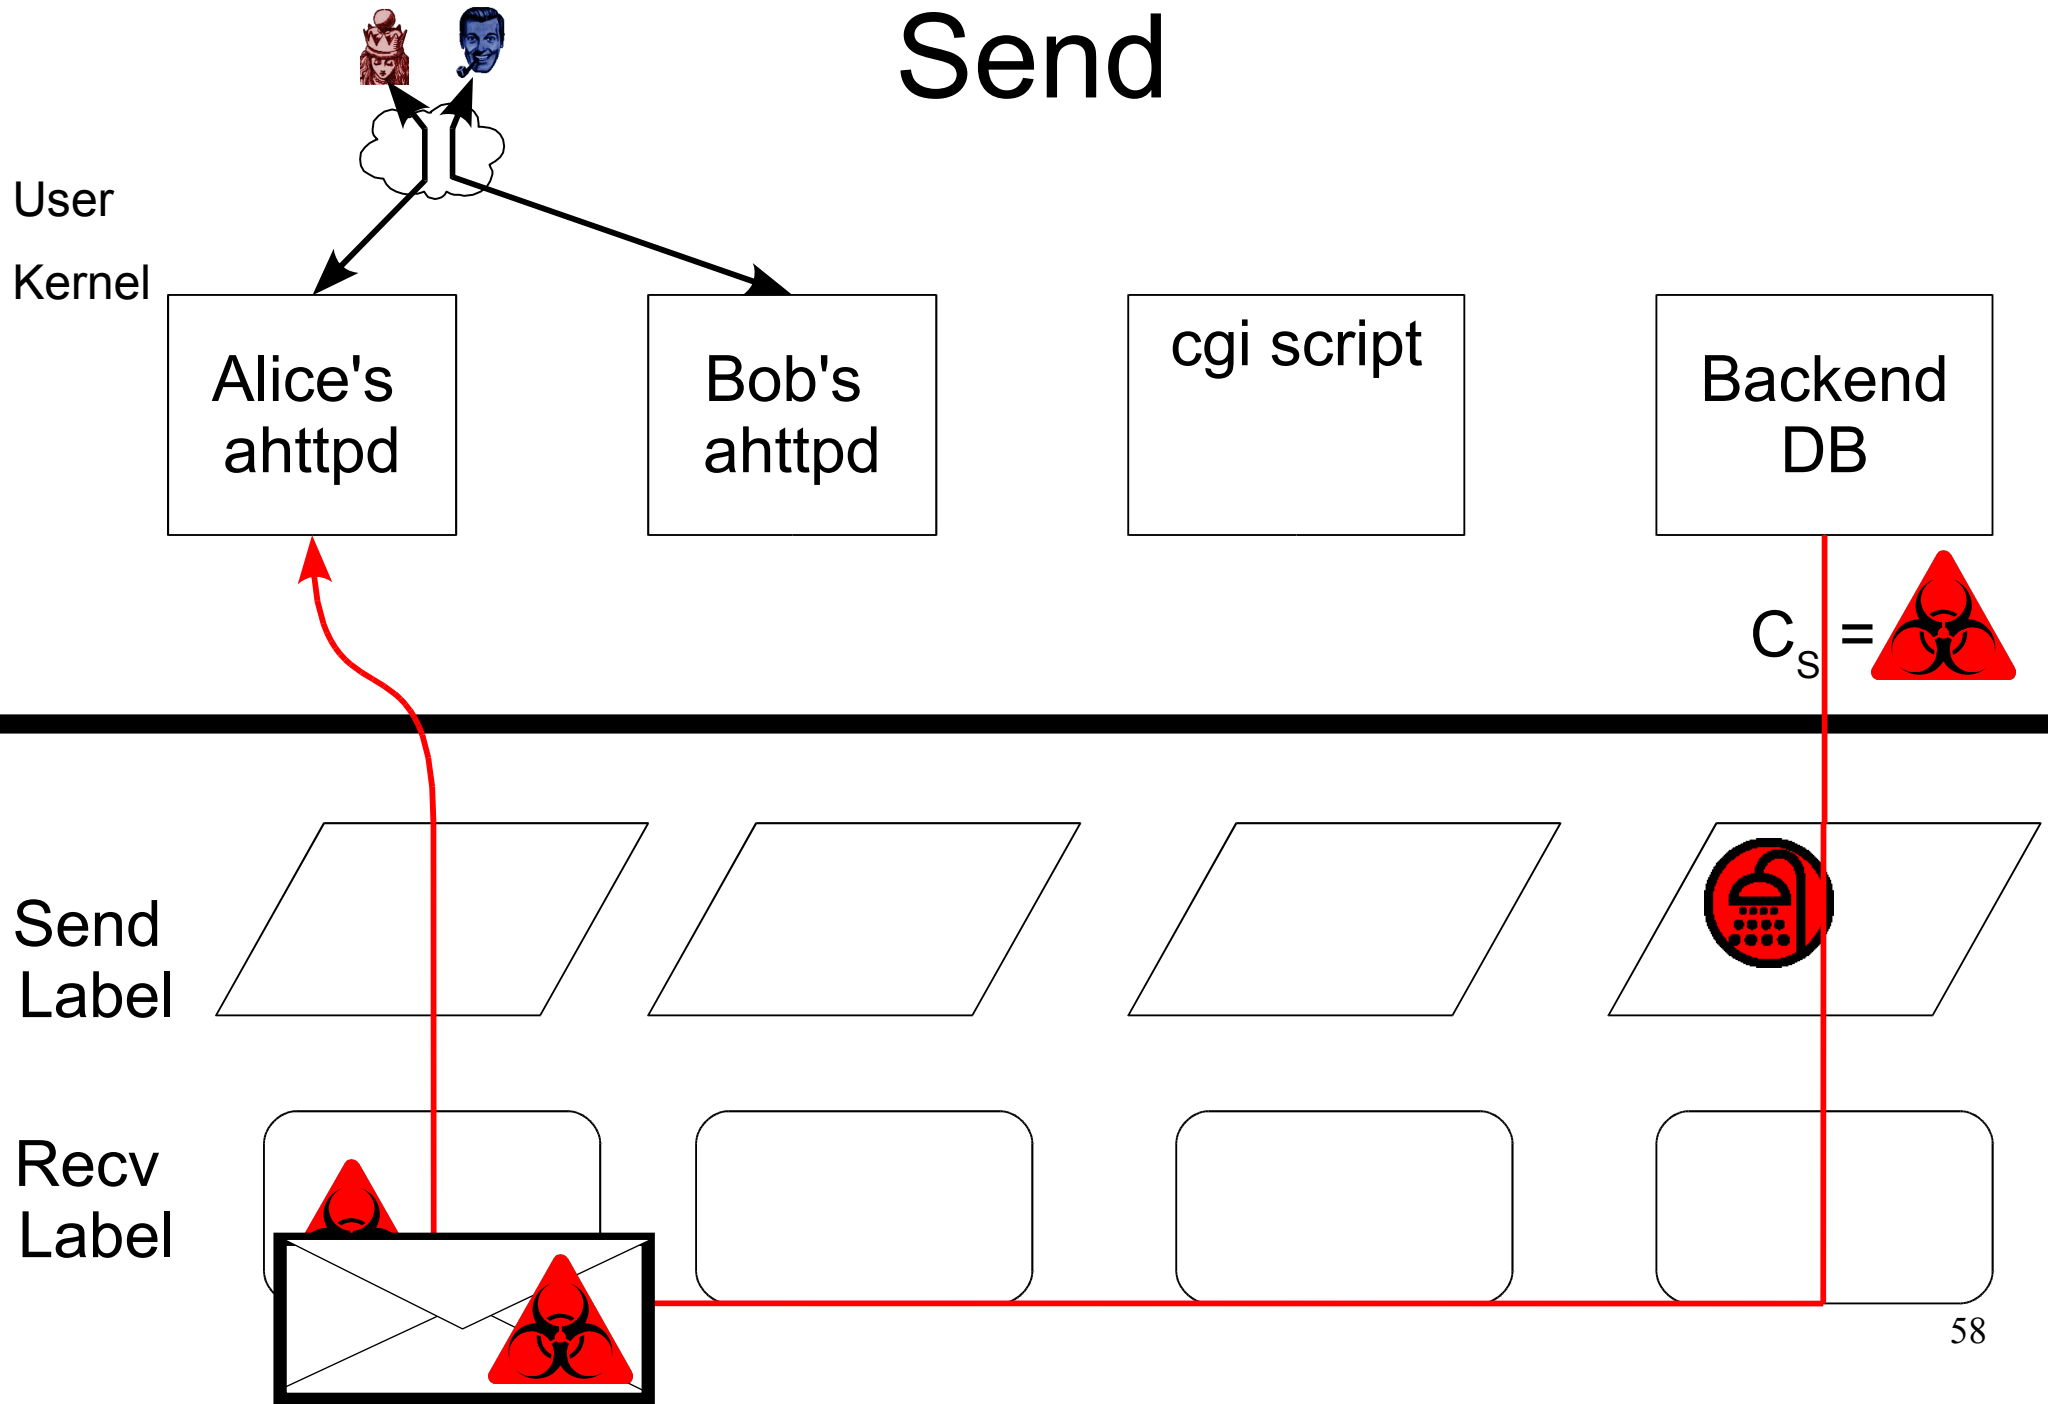 Send
User
Kernel
Alice's
ahttpd
Bob's
ahttpd
cgi script
Backend
DB
CS =
Send
Label
Recv
Label
58